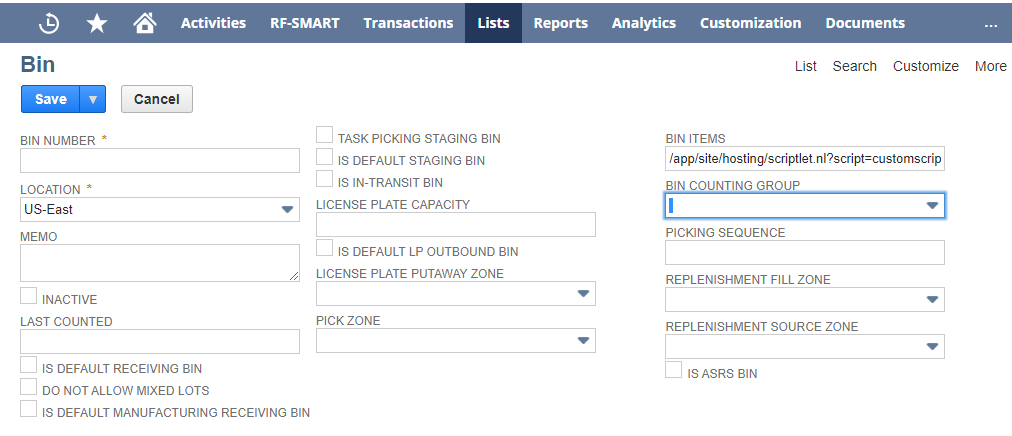 Activities RF-SMART Transactions Lists Reports Analytics Customization Documents ...
Bin
List Search Customize More
Save Cancel
BIN NUMBER *
LOCATION *
US-East
MEMO
INACTIVE
LAST COUNTED
IS DEFAULT RECEIVING BIN
DO NOT ALLOW MIXED LOTS
IS DEFAULT MANUFACTURING RECEIVING BIN
TASK PICKING STAGING BIN
IS DEFAULT STAGING BIN
IS IN-TRANSIT BIN
LICENSE PLATE CAPACITY
IS DEFAULT LP OUTBOUND BIN
LICENSE PLATE PUTAWAY ZONE
PICK ZONE
BIN ITEMS
/app/site/hosting/scriptlet.nl?script=customscrip
BIN COUNTING GROUP
PICKING SEQUENCE
REPLENISHMENT FILL ZONE
REPLENISHMENT SOURCE ZONE
IS ASRS BIN